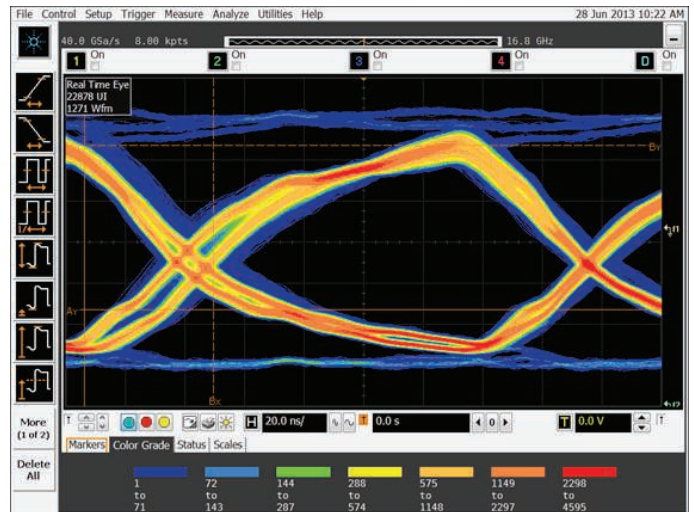 File Control Setup Trigger Measure Analyze Utilities Help 28 Jun 2013 10:22 AM
40.0 GSa/s 8.00 kpts 16.8 GHz
1 On 2 On 3 On 4 On D On
Real Time Eye
22878 UI
1271 Wfm
By
Ay
Bx
More
(1 of 2)
H 20.0 ns/ T 0.0 s 0 T 0.0 V
Markers Color Grade Status Scales
Delete
All
1 72 144 288 575 1149 2298
to to to to to to to
71 143 287 574 1148 2297 4595